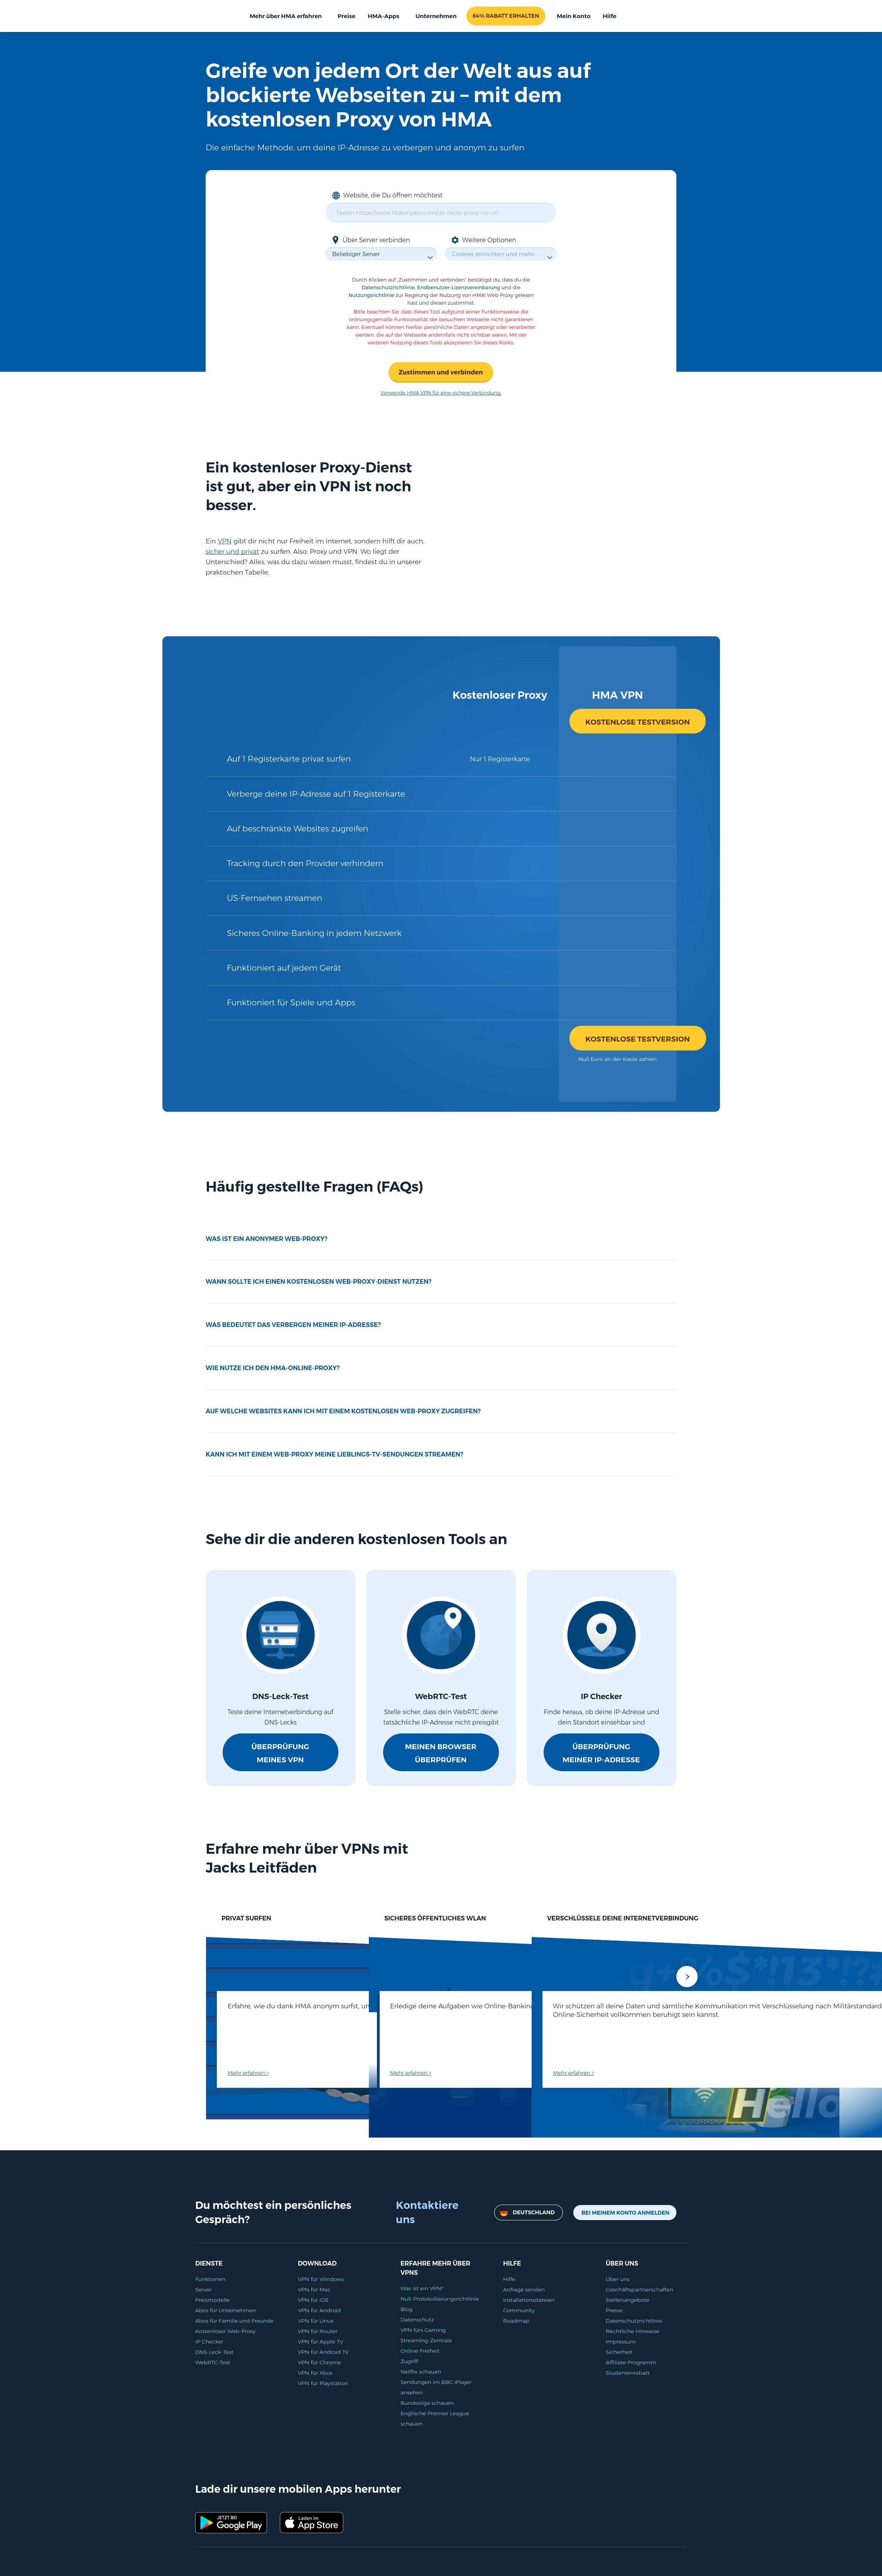 Mehr über HMA erfahren
Preise
HMA-Apps
Unternehmen
64% RABATT ERHALTEN
Mein Konto
Hilfe
Greife von jedem Ort der Welt aus auf
blockierte Webseiten zu – mit dem
kostenlosen Proxy von HMA
Die einfache Methode, um deine IP-Adresse zu verbergen und anonym zu surfen
Website, die Du öffnen möchtest
Testen https://www.hidemyass.com/de-de/ip-proxy-no-url
Über Server verbinden
Weitere Optionen
Beliebiger Server
Cookies einrichten und mehr...
Durch Klicken auf „Zustimmen und verbinden" bestätigst du, dass du die
Datenschutzrichtlinie, Endbenutzer-Lizenzvereinbarung und die
Nutzungsrichtlinie zur Regelung der Nutzung von HMA! Web Proxy gelesen
hast und diesen zustimmst.
Bitte beachten Sie, dass dieses Tool aufgrund seiner Funktionsweise die
ordnungsgemäße Funktionalität der besuchten Webseite nicht garantieren
kann. Eventuell können hierbei persönliche Daten angezeigt oder verarbeitet
werden, die auf der Webseite andernfalls nicht sichtbar wären. Mit der
weiteren Nutzung dieses Tools akzeptieren Sie dieses Risiko.
Zustimmen und verbinden
Verwende HMA VPN für eine sichere Verbindung.
Ein kostenloser Proxy-Dienst
ist gut, aber ein VPN ist noch
besser.
Ein VPN gibt dir nicht nur Freiheit im Internet, sondern hilft dir auch,
sicher und privat zu surfen. Also: Proxy und VPN. Wo liegt der
Unterschied? Alles, was du dazu wissen musst, findest du in unserer
praktischen Tabelle.
Kostenloser Proxy
HMA VPN
KOSTENLOSE TESTVERSION
Auf 1 Registerkarte privat surfen
Nur 1 Registerkarte
Verberge deine IP-Adresse auf 1 Registerkarte
Auf beschränkte Websites zugreifen
Tracking durch den Provider verhindern
US-Fernsehen streamen
Sicheres Online-Banking in jedem Netzwerk
Funktioniert auf jedem Gerät
Funktioniert für Spiele und Apps
KOSTENLOSE TESTVERSION
Null Euro an der Kasse zahlen
Häufig gestellte Fragen (FAQs)
WAS IST EIN ANONYMER WEB-PROXY?
WANN SOLLTE ICH EINEN KOSTENLOSEN WEB-PROXY-DIENST NUTZEN?
WAS BEDEUTET DAS VERBERGEN MEINER IP-ADRESSE?
WIE NUTZE ICH DEN HMA-ONLINE-PROXY?
AUF WELCHE WEBSITES KANN ICH MIT EINEM KOSTENLOSEN WEB-PROXY ZUGREIFEN?
KANN ICH MIT EINEM WEB-PROXY MEINE LIEBLINGS-TV-SENDUNGEN STREAMEN?
Sehe dir die anderen kostenlosen Tools an
DNS-Leck-Test
Teste deine Internetverbindung auf
DNS-Lecks
ÜBERPRÜFUNG
MEINES VPN
WebRTC-Test
Stelle sicher, dass dein WebRTC deine
tatsächliche IP-Adresse nicht preisgibt
MEINEN BROWSER
ÜBERPRÜFEN
IP Checker
Finde heraus, ob deine IP-Adresse und
dein Standort einsehbar sind
ÜBERPRÜFUNG
MEINER IP-ADRESSE
Erfahre mehr über VPNs mit
Jacks Leitfäden
PRIVAT SURFEN
Erfahre, wie du dank HMA anonym surfst, un
Mehr erfahren >
SICHERES ÖFFENTLICHES WLAN
Erledige deine Aufgaben wie Online-Bankin
Mehr erfahren >
VERSCHLÜSSELE DEINE INTERNETVERBINDUNG
Wir schützen all deine Daten und sämtliche Kommunikation mit Verschlüsselung nach Militärstandard
Online-Sicherheit vollkommen beruhigt sein kannst.
Mehr erfahren >
Hello
Du möchtest ein persönliches
Gespräch?
Kontaktiere
uns
DEUTSCHLAND
BEI MEINEM KONTO ANMELDEN
DIENSTE
Funktionen
Server
Preismodelle
Abos für Unternehmen
Abos für Familie und Freunde
Kostenloser Web-Proxy
IP Checker
DNS-Leck-Test
WebRTC-Test
DOWNLOAD
VPN für Windows
VPN für Mac
VPN für iOS
VPN für Android
VPN für Linux
VPN für Router
VPN für Apple TV
VPN für Android TV
VPN für Chrome
VPN für Xbox
VPN für Playstation
ERFAHRE MEHR ÜBER
VPNS
Was ist ein VPN?
Null-Protokollierungsrichtlinie
Blog
Datenschutz
VPN fürs Gaming
Streaming-Zentrale
Online-Freiheit
Zugriff
Netflix schauen
Sendungen im BBC iPlayer
ansehen
Bundesliga schauen
Englische Premier League
schauen
HILFE
Hilfe
Anfrage senden
Installationsdateien
Community
Roadmap
ÜBER UNS
Über uns
Geschäftspartnerschaften
Stellenangebote
Presse
Datenschutzrichtlinie
Rechtliche Hinweise
Impressum
Sicherheit
Affiliate-Programm
Studentenrabatt
Lade dir unsere mobilen Apps herunter
JETZT BEI
Google Play
Laden im
App Store